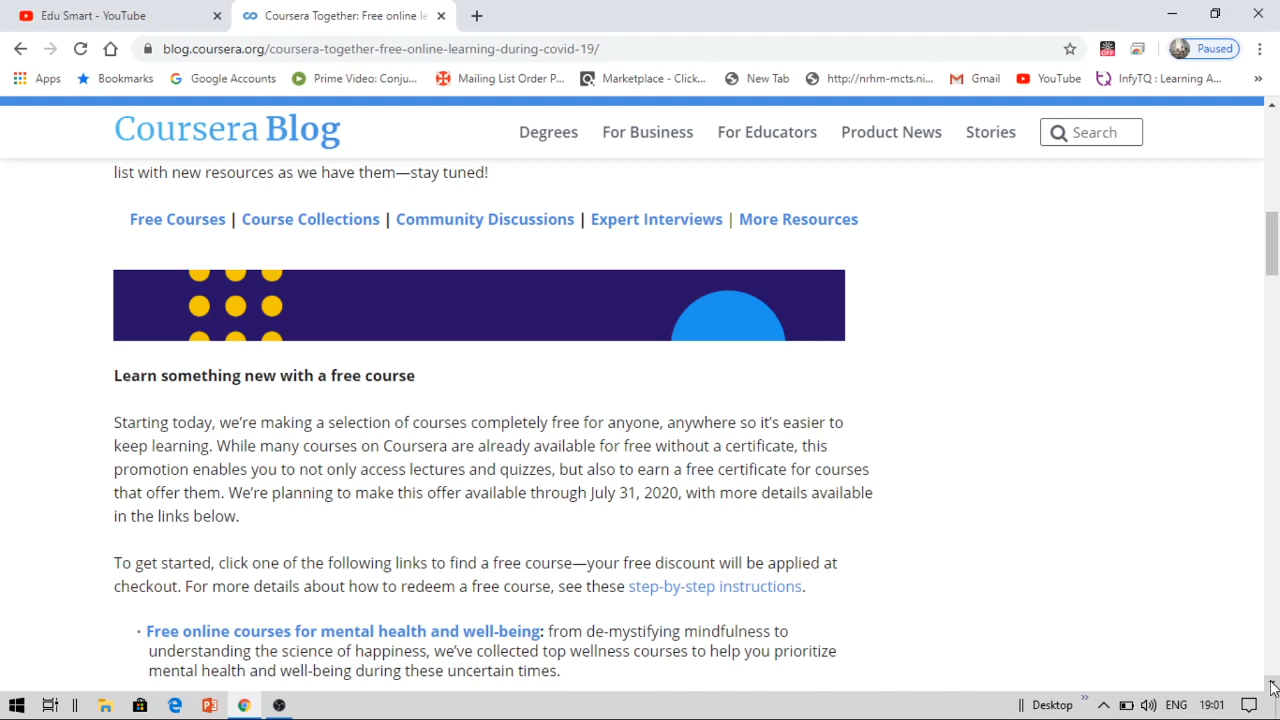 Edu Smart - YouTube
Coursera Together: Free online le
blog.coursera.org/coursera-together-free-online-learning-during-covid-19/
OFF
Paused
Apps Bookmarks Google Accounts Prime Video: Conju... Mailing List Order P... Marketplace - Click... New Tab http://nrhm-mcts.ni... Gmail YouTube InfyTQ : Learning A... »
Coursera Blog
Degrees For Business For Educators Product News Stories Search
list with new resources as we have them—stay tuned!
Free Courses | Course Collections | Community Discussions | Expert Interviews | More Resources
Learn something new with a free course
Starting today, we're making a selection of courses completely free for anyone, anywhere so it's easier to
keep learning. While many courses on Coursera are already available for free without a certificate, this
promotion enables you to not only access lectures and quizzes, but also to earn a free certificate for courses
that offer them. We're planning to make this offer available through July 31, 2020, with more details available
in the links below.
To get started, click one of the following links to find a free course—your free discount will be applied at
checkout. For more details about how to redeem a free course, see these step-by-step instructions.
· Free online courses for mental health and well-being: from de-mystifying mindfulness to
understanding the science of happiness, we've collected top wellness courses to help you prioritize
mental health and well-being during these uncertain times.
Desktop » ENG 19:01